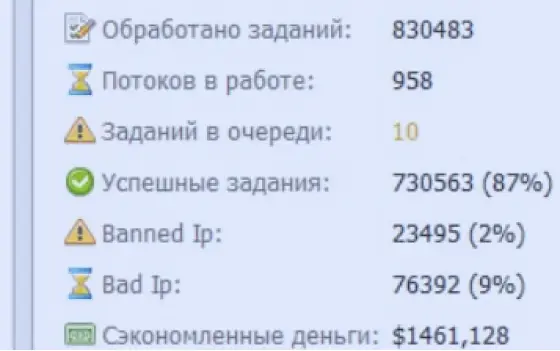 Обработано заданий: 830483
Потоков в работе: 958
Заданий в очереди: 10
Успешные задания: 730563 (87%)
Banned Ip: 23495 (2%)
Bad Ip: 76392 (9%)
Сэкономленные деньги: $1461,128